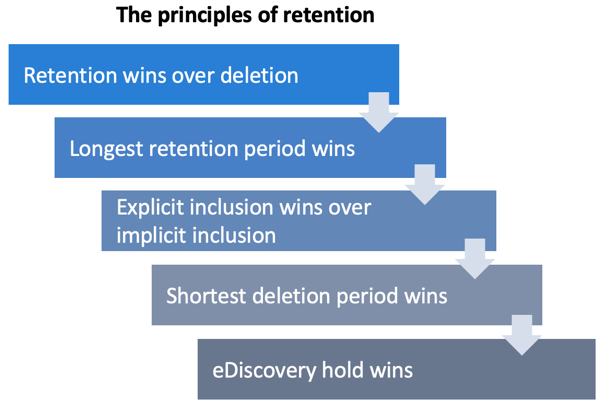 The principles of retention
Retention wins over deletion
Longest retention period wins
Explicit inclusion wins over
implicit inclusion
Shortest deletion period wins
eDiscovery hold wins